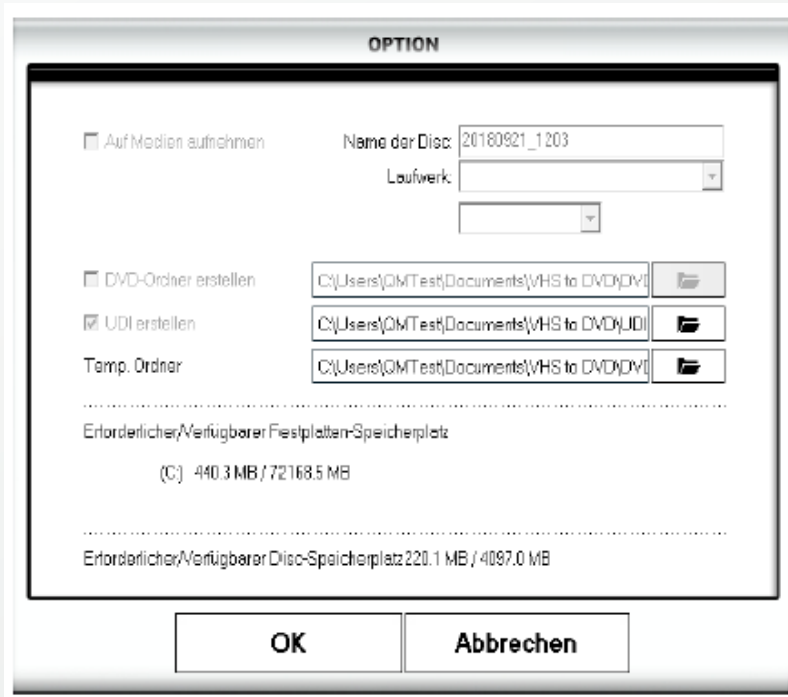 OPTION
Auf Medien aufnehmen
Name der Disc: 20180921_1203
Laufwerk:
DVD-Ordner erstellen C:\Users\QMTest\Documents\VHS to DVD\DVD
UDI erstellen C:\Users\QMTest\Documents\VHS to DVD\UDI
Temp. Ordner C:\Users\QMTest\Documents\VHS to DVD\DVD
Erforderlicher/Verfügbarer Festplatten-Speicherplatz
(C:) 440.3 MB / 72168.5 MB
Erforderlicher/Verfügbarer Disc-Speicherplatz 220.1 MB / 4097.0 MB
OK Abbrechen